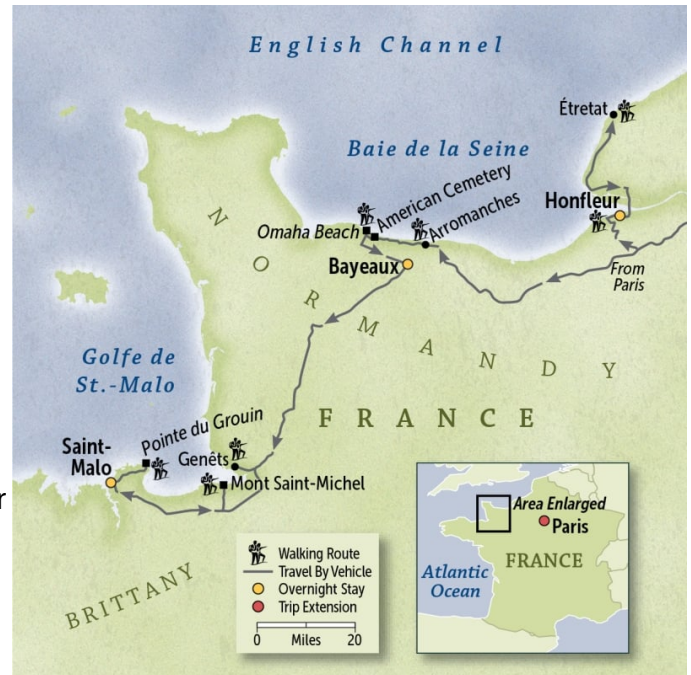 English Channel
Étretat
Baie de la Seine
American Cemetery
Honfleur
Arromanches
Omaha Beach
Bayeaux
From
Paris
NORMANDY
Golfe de
St.-Malo
FRANCE
Pointe du Grouin
Saint-
Malo
Genêts
Mont Saint-Michel
BRITTANY
Walking Route
Travel By Vehicle
Overnight Stay
Trip Extension
0 Miles 20
Area Enlarged
Paris
FRANCE
Atlantic
Ocean
r